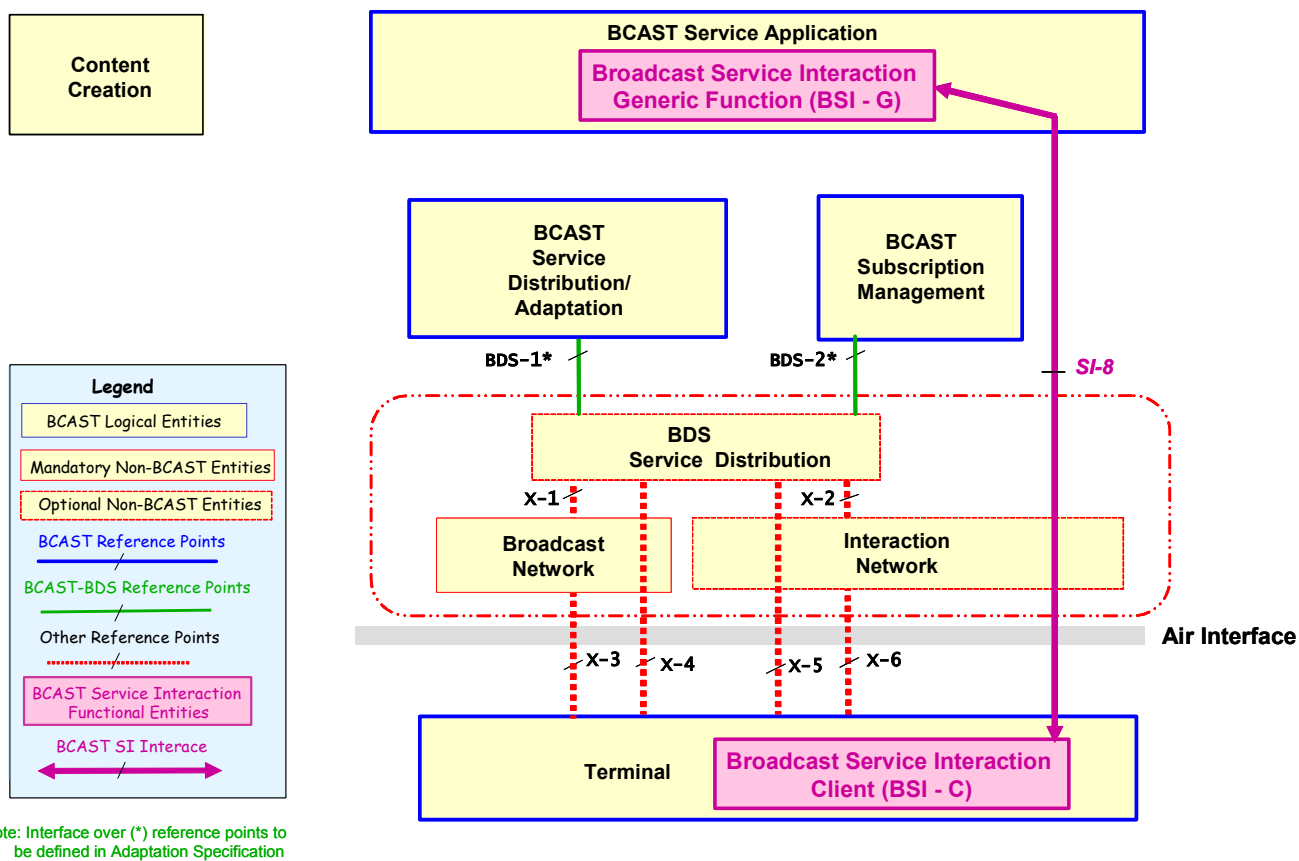 Content
Creation
BCAST Service Application
Broadcast Service Interaction
Generic Function (BSI - G)
BCAST
Service
Distribution/
Adaptation
BCAST
Subscription
Management
BDS-1*
BDS-2*
SI-8
Legend
BCAST Logical Entities
Mandatory Non-BCAST Entities
Optional Non-BCAST Entities
BCAST Reference Points
BCAST-BDS Reference Points
Other Reference Points
BCAST Service Interaction
Functional Entities
BCAST SI Interace
BDS
Service Distribution
X-1
X-2
Broadcast
Network
Interaction
Network
Air Interface
X-3
X-4
X-5
X-6
Terminal
Broadcast Service Interaction
Client (BSI - C)
ote: Interface over (*) reference points to
be defined in Adaptation Specification